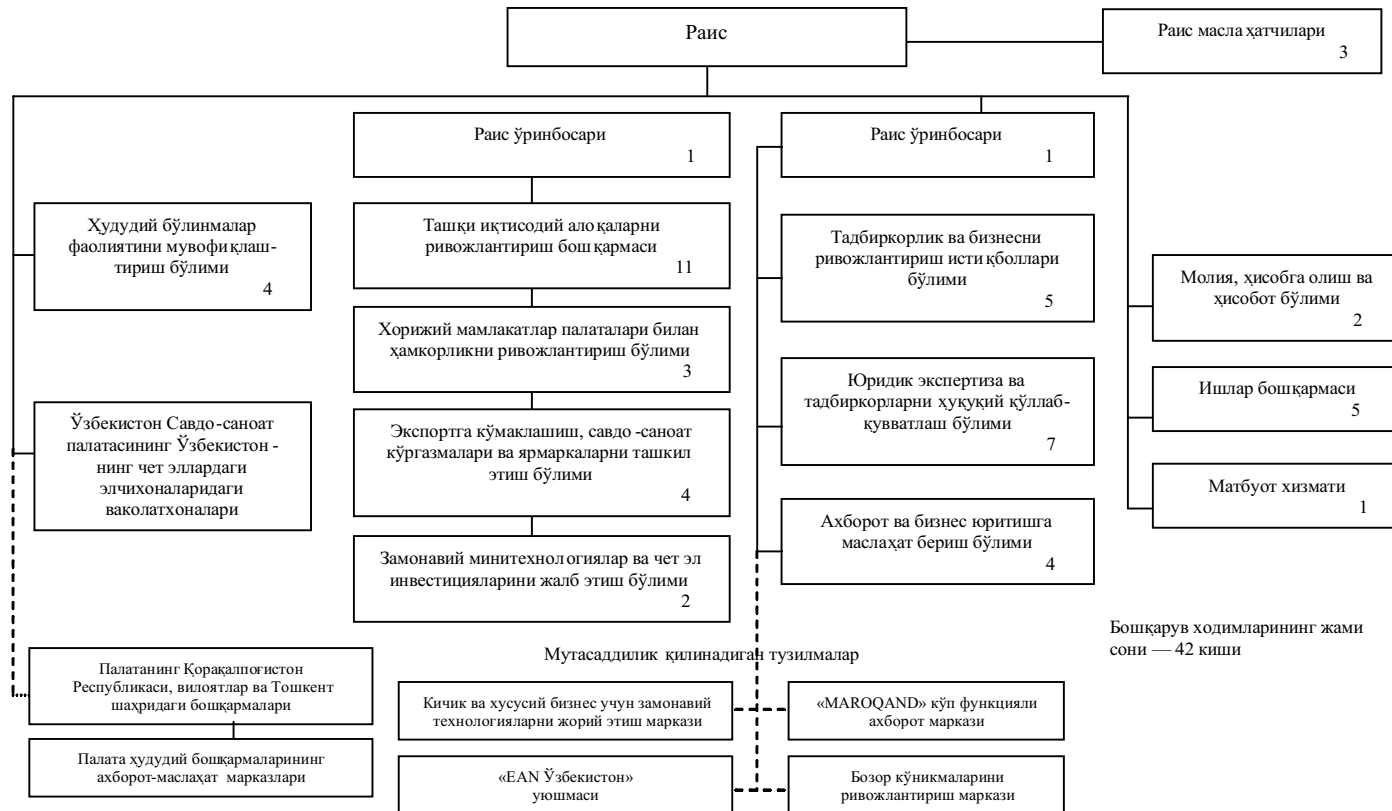 Раис
Раис маслаҳатчилари
3
Раис ўринбосари
1
Раис ўринбосари
1
Ҳудудий бўлинмалар
фаолиятини мувофиқлаш-
тириш бўлими
4
Ташқи иқтисодий алоқаларни
ривожлантириш бошқармаси
11
Тадбиркорлик ва бизнесни
ривожлантириш истиқболлари
бўлими
5
Молия, ҳисобга олиш ва
ҳисобот бўлими
2
Хорижий мамлакатлар палаталари билан
ҳамкорликни ривожлантириш бўлими
3
Юридик экспертиза ва
тадбиркорларни ҳуқуқий қўллаб-
қувватлаш бўлими
7
Ишлар бошқармаси
5
Ўзбекистон Савдо-саноат
палатасининг Ўзбекистон-
нинг чет эллардаги
элчихоналаридаги
ваколатхоналари
Экспортга кўмаклашиш, савдо-саноат
кўргазмалари ва ярмаркаларни ташкил
этиш бўлими
4
Матбуот хизмати
1
Ахборот ва бизнес юритишга
маслаҳат бериш бўлими
4
Замонавий минитехнологиялар ва чет эл
инвестицияларини жалб этиш бўлими
2
Бошқарув ходимларининг жами
сони — 42 киши
Мутасаддилик қилинадиган тузилмалар
Палатанинг Қорақалпоғистон
Республикаси, вилоятлар ва Тошкент
шаҳридаги бошқармалари
Кичик ва хусусий бизнес учун замонавий
технологияларни жорий этиш маркази
«MAROQAND» кўп функцияли
ахборот маркази
Палата ҳудудий бошқармаларининг
ахборот-маслаҳат марказлари
«EAN Ўзбекистон»
уюшмаси
Бозор кўникмаларини
ривожлантириш маркази